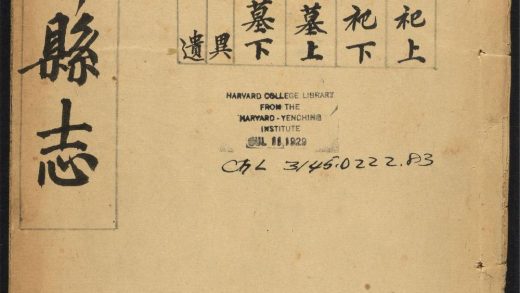 祀上
祀下
墓上
墓下
異
遺
縣志
HARVARD COLLEGE LIBRARY
FROM THE
HARVARD-YENCHING
INSTITUTE
JUL 11, 1929
ChL 3145.0222.83